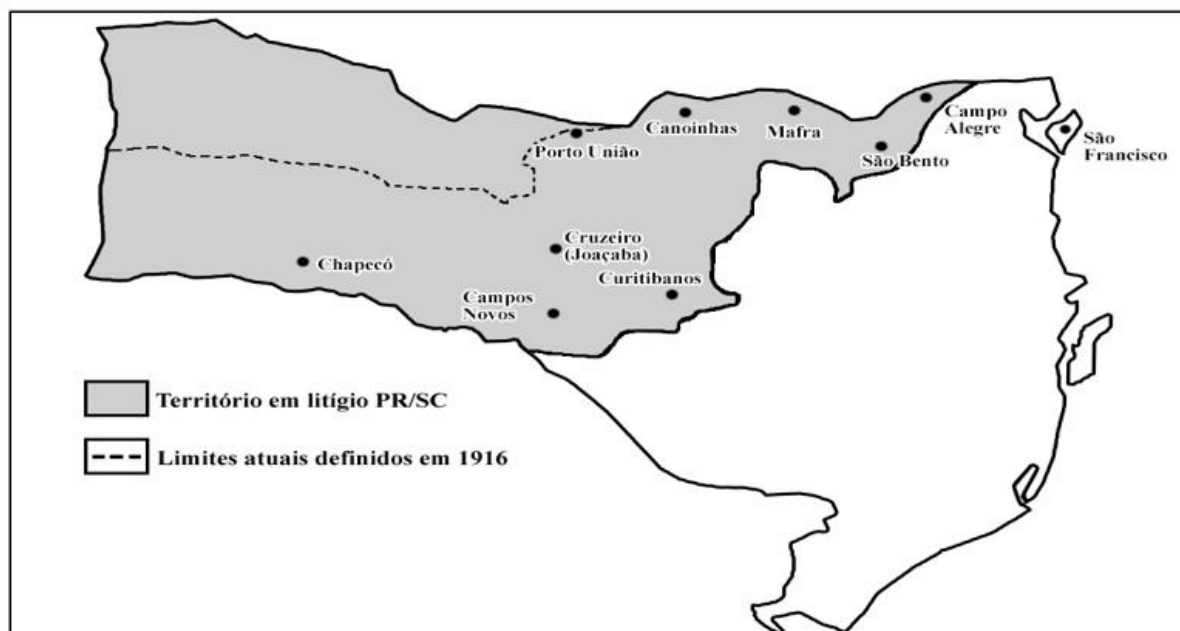 Campo
Alegre
Canoinhas
Mafra
São
Francisco
Porto União
São Bento
Cruzeiro
(Joaçaba)
Chapecó
Curitibanos
Campos
Novos
Território em litígio PR/SC
Limites atuais definidos em 1916